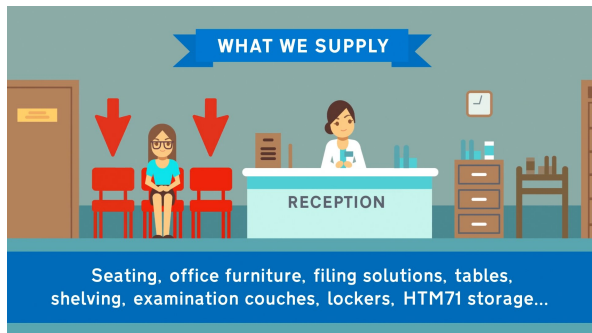 WHAT WE SUPPLY
RECEPTION
Seating, office furniture, filing solutions, tables,
shelving, examination couches, lockers, HTM71 storage...